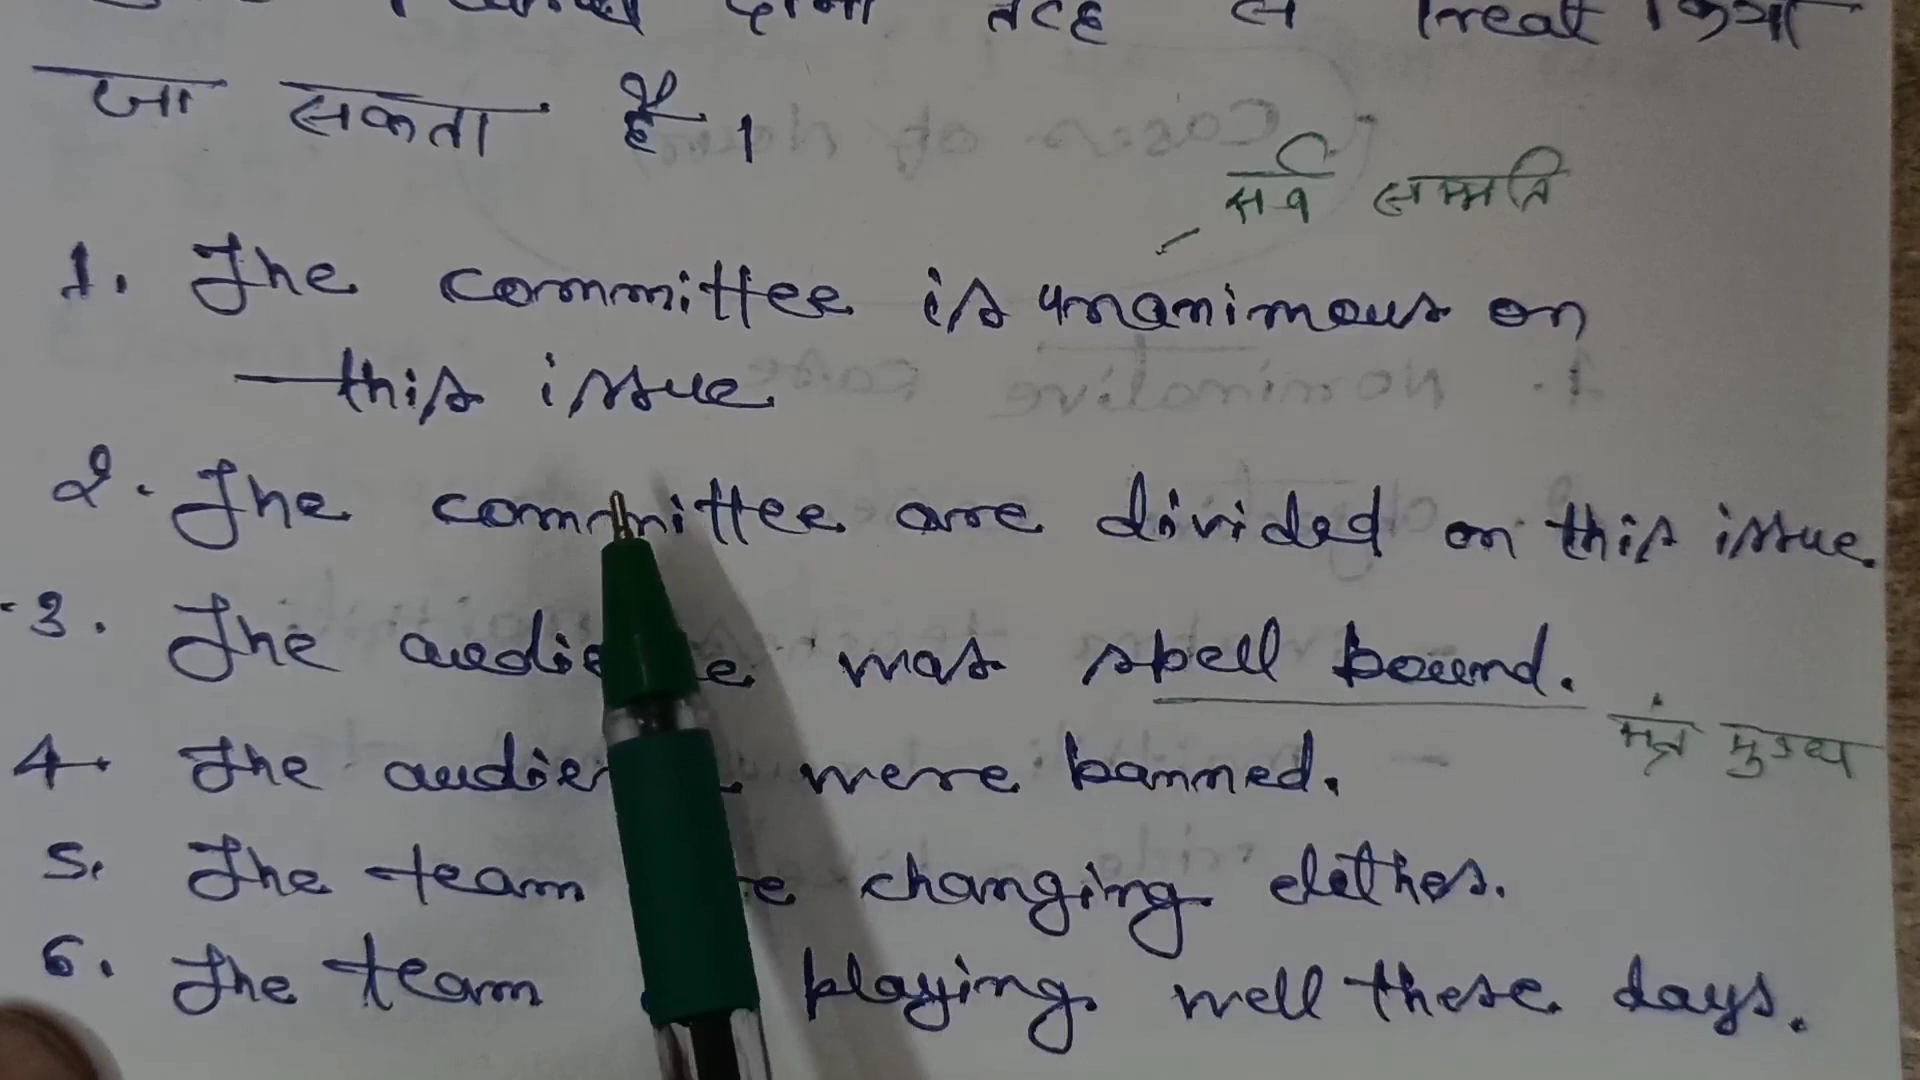 दोनो तरह से Treat किया
जा सकता है ।
सर्व सम्मति
1. The committee is unanimous on
this issue
2. The committee are divided on this issue.
3. The was spell bound.
मंत्र मुग्ध
4. The were banned.
5. The team changing clothes.
6. The team playing well these days.